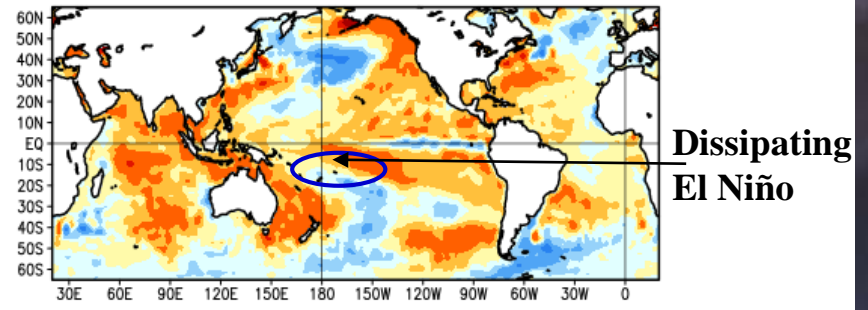 60N
50N
40N
30N
20N
10N
EQ
10S
20S
30S
40S
50S
60S
30E 60E 90E 120E 150E 180 150W 120W 90W 60W 30W 0
Dissipating
El Niño